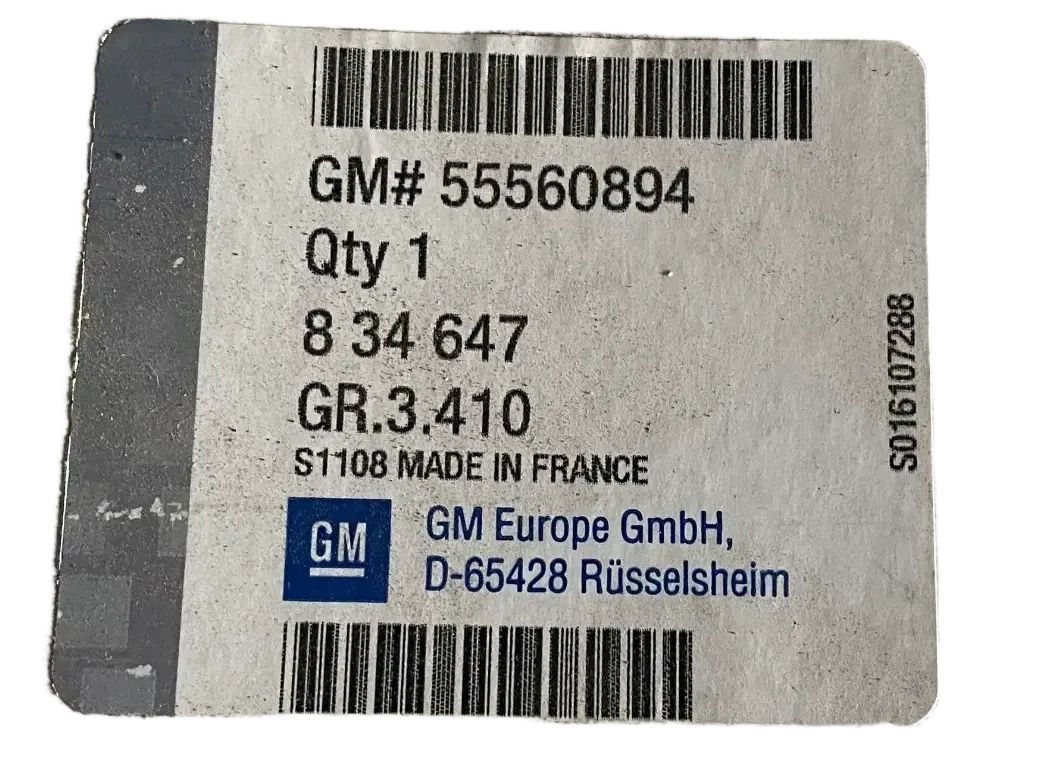 GM# 55560894
Qty 1
8 34 647
GR.3.410
S1108 MADE IN FRANCE
GM
GM Europe GmbH,
D-65428 Rüsselsheim
S016107288